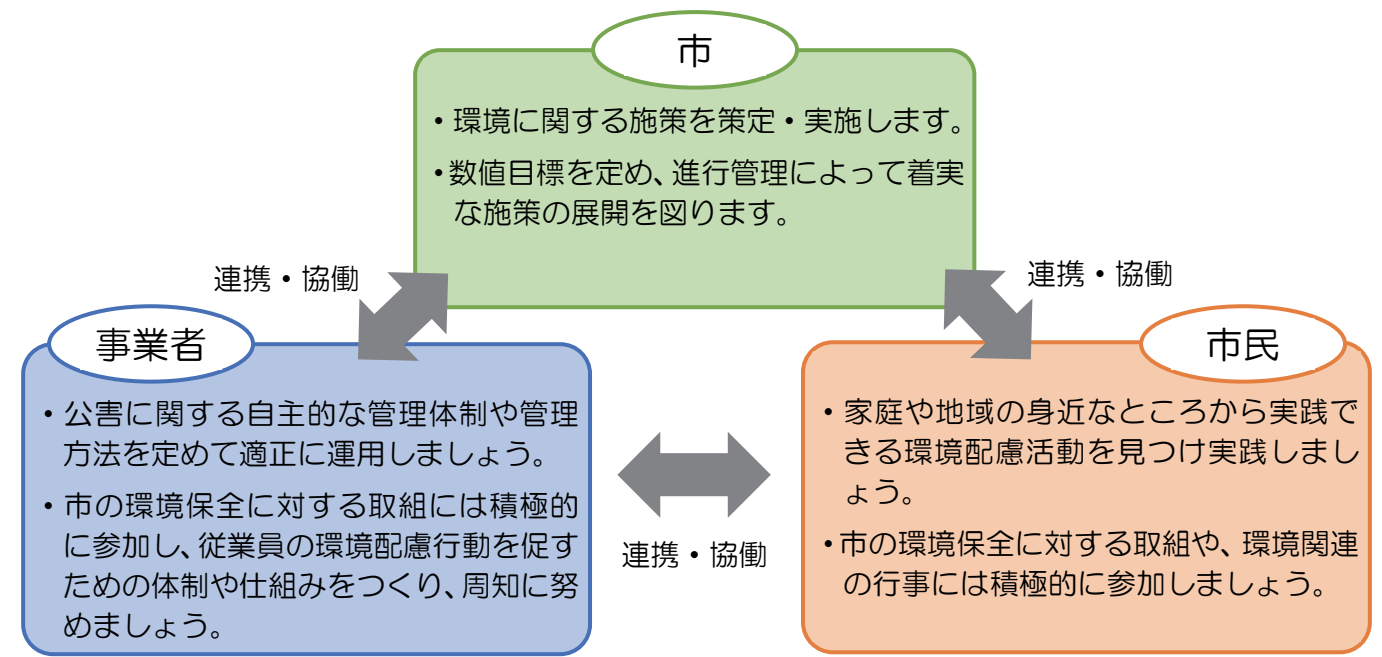 市
・環境に関する施策を策定・実施します。
・数値目標を定め、進行管理によって着実
な施策の展開を図ります。
連携・協働
連携・協働
事業者
・公害に関する自主的な管理体制や管理
方法を定めて適正に運用しましょう。
・市の環境保全に対する取組には積極的
に参加し、従業員の環境配慮行動を促す
ための体制や仕組みをつくり、周知に努
めましょう。
連携・協働
市民
・家庭や地域の身近なところから実践で
きる環境配慮活動を見つけ実践しまし
ょう。
・市の環境保全に対する取組や、環境関連
の行事には積極的に参加しましょう。